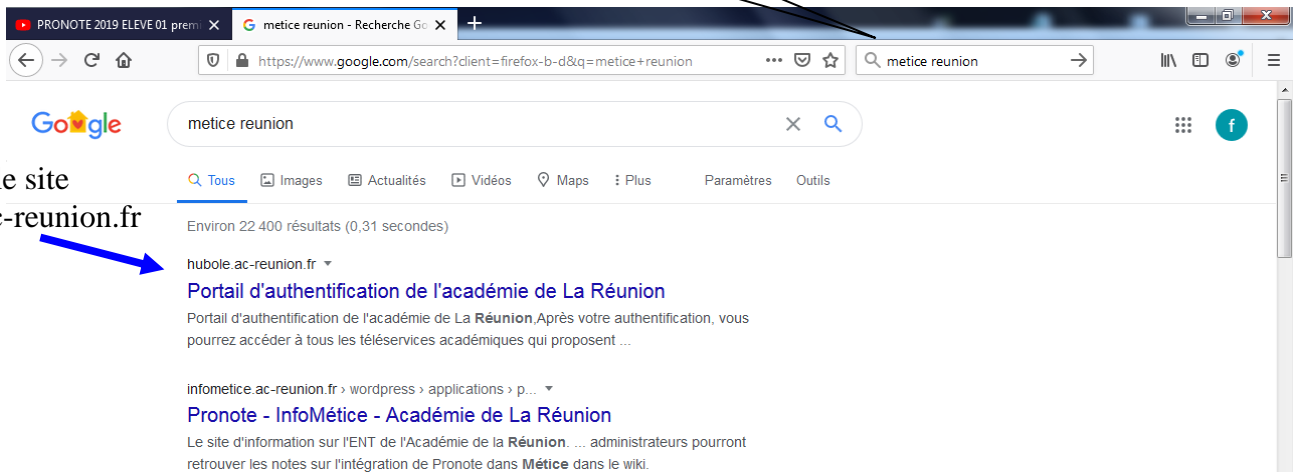 PRONOTE 2019 ELEVE 01 premi
metice reunion - Recherche Go
https://www.google.com/search?client=firefox-b-d&q=metice+reunion
metice reunion
Google
metice reunion
f
Tous Images Actualités Vidéos Maps Plus Paramètres Outils
e site
c-reunion.fr
Environ 22 400 résultats (0,31 secondes)
hubole.ac-reunion.fr
Portail d'authentification de l'académie de La Réunion
Portail d'authentification de l'académie de La Réunion,Après votre authentification, vous
pourrez accéder à tous les téléservices académiques qui proposent ...
infometice.ac-reunion.fr › wordpress › applications › p...
Pronote - InfoMétice - Académie de La Réunion
Le site d'information sur l'ENT de l'Académie de la Réunion. ... administrateurs pourront
retrouver les notes sur l'intégration de Pronote dans Métice dans le wiki.